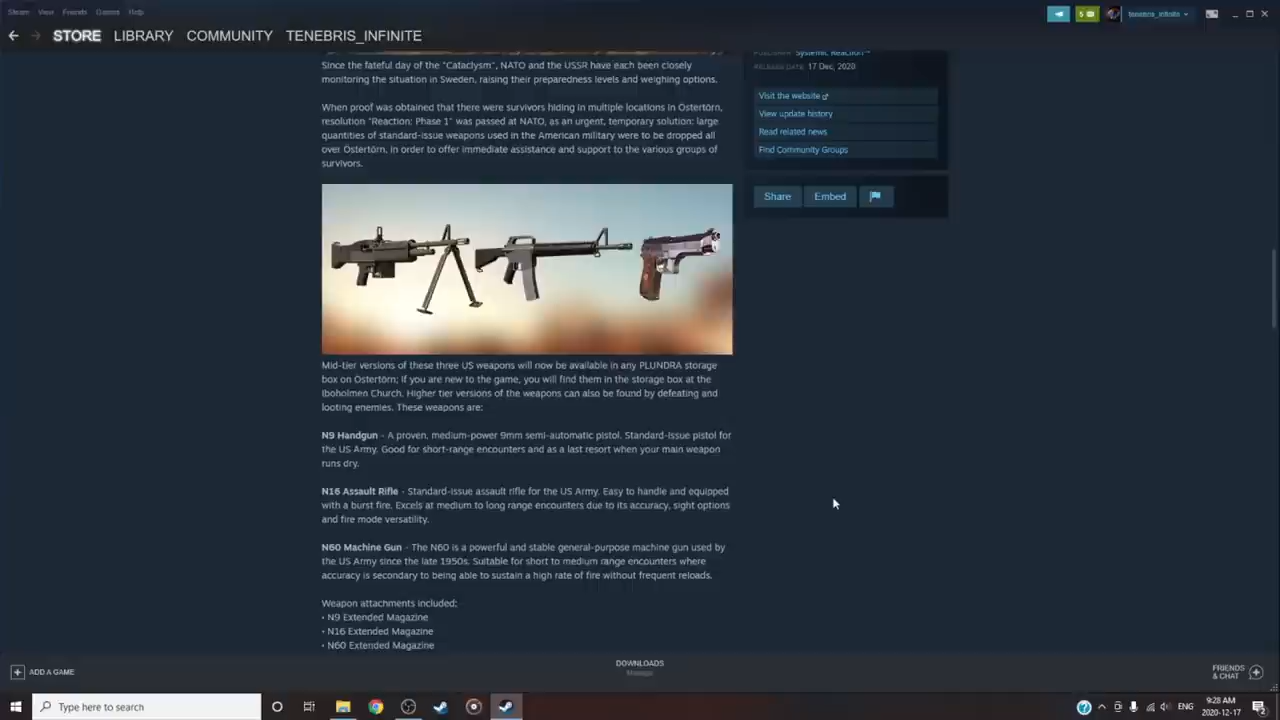 Steam View Friends Games Help
5
tenebris_infinite
STORE LIBRARY COMMUNITY TENEBRIS_INFINITE
Since the fateful day of the "Cataclysm", NATO and the USSR have each been closely
monitoring the situation in Sweden, raising their preparedness levels and weighing options.
When proof was obtained that there were survivors hiding in multiple locations in Östertörn,
resolution "Reaction: Phase 1" was passed at NATO, as an urgent, temporary solution: large
quantities of standard-issue weapons used in the American military were to be dropped all
over Östertörn, in order to offer immediate assistance and support to the various groups of
survivors.
PUBLISHER: Systemic Reaction™
RELEASE DATE: 17 Dec, 2020
Visit the website
View update history
Read related news
Find Community Groups
Share Embed
Mid-tier versions of these three US weapons will now be available in any PLUNDRA storage
box on Östertörn; if you are new to the game, you will find them in the storage box at the
Iboholmen Church. Higher tier versions of the weapons can also be found by defeating and
looting enemies. These weapons are:
N9 Handgun - A proven, medium-power 9mm semi-automatic pistol. Standard-issue pistol for
the US Army. Good for short-range encounters and as a last resort when your main weapon
runs dry.
N16 Assault Rifle - Standard-issue assault rifle for the US Army. Easy to handle and equipped
with a burst fire. Excels at medium to long range encounters due to its accuracy, sight options
and fire mode versatility.
N60 Machine Gun - The N60 is a powerful and stable general-purpose machine gun used by
the US Army since the late 1950s. Suitable for short to medium range encounters where
accuracy is secondary to being able to sustain a high rate of fire without frequent reloads.
Weapon attachments included:
• N9 Extended Magazine
• N16 Extended Magazine
• N60 Extended Magazine
ADD A GAME
DOWNLOADS
Manage
FRIENDS
& CHAT
Type here to search
ENG
9:28 AM
2020-12-17
2